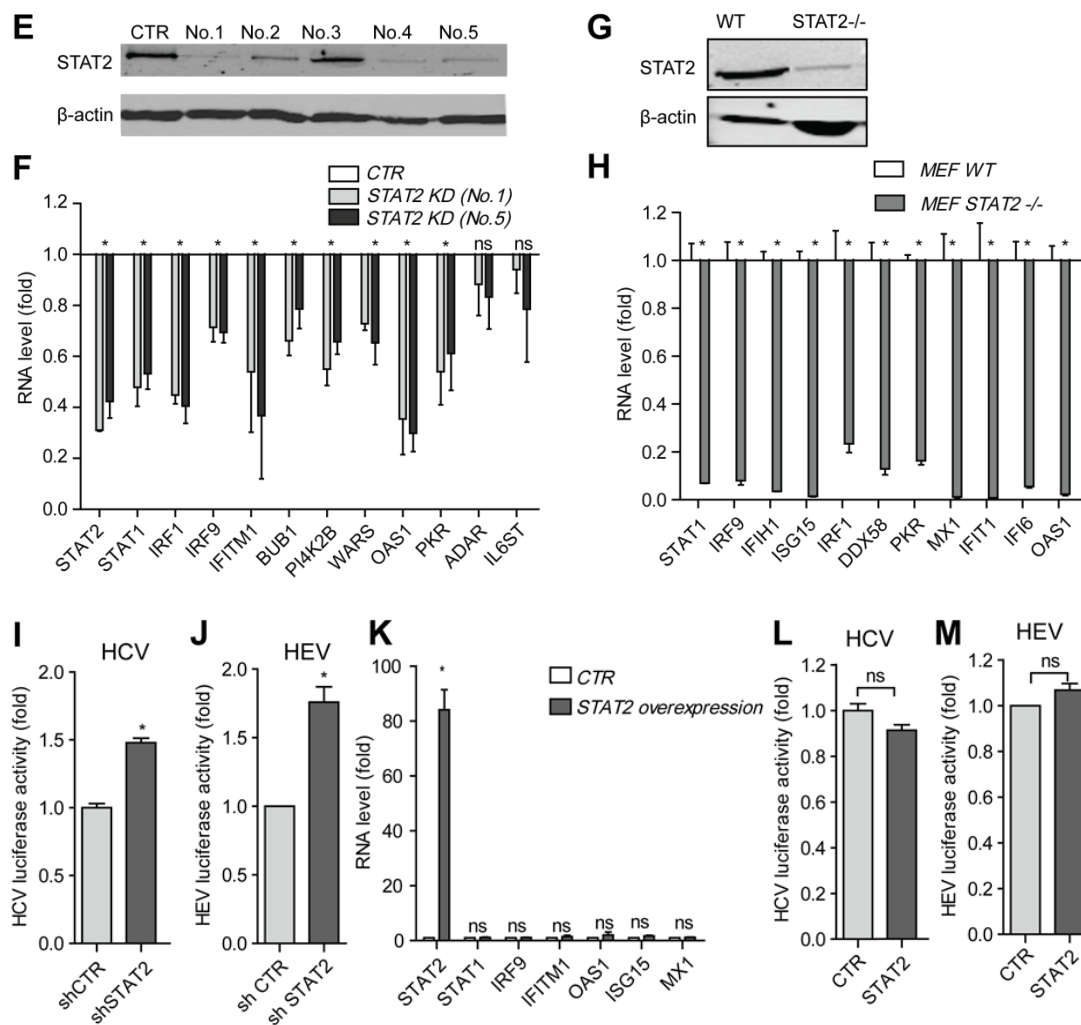 E
CTR No.1 No.2 No.3 No.4 No.5
STAT2
β-actin
G
WT STAT2-/-
STAT2
β-actin
F
CTR
STAT2 KD (No.1)
STAT2 KD (No.5)
RNA level (fold)
1.2
1.0
0.8
0.6
0.4
0.2
0.0
* * * * * * * * * * ns ns
STAT2 STAT1 IRF1 IRF9 IFITM1 BUB1 PI4K2B WARS OAS1 PKR ADAR IL6ST
H
MEF WT
MEF STAT2 -/-
RNA level (fold)
1.2
1.0
0.8
0.6
0.4
0.2
0.0
* * * * * * * * * * *
STAT1 IRF9 IFIH1 ISG15 IRF1 DDX58 PKR MX1 IFIT1 IFI6 OAS1
I
HCV
HCV luciferase activity (fold)
2.0
1.5
1.0
0.5
0.0
*
shCTR shSTAT2
J
HEV
HEV luciferase activity (fold)
2.0
1.5
1.0
0.5
0.0
*
sh CTR sh STAT2
K
CTR
STAT2 overexpression
RNA level (fold)
100
80
60
40
20
0
* ns ns ns ns ns ns
STAT2 STAT1 IRF9 IFITM1 OAS1 ISG15 MX1
L
HCV
HCV luciferase activity (fold)
1.2
1.0
0.8
0.6
0.4
0.2
0.0
ns
CTR STAT2
M
HEV
HEV luciferase activity (fold)
1.2
1.0
0.8
0.6
0.4
0.2
0.0
ns
CTR STAT2